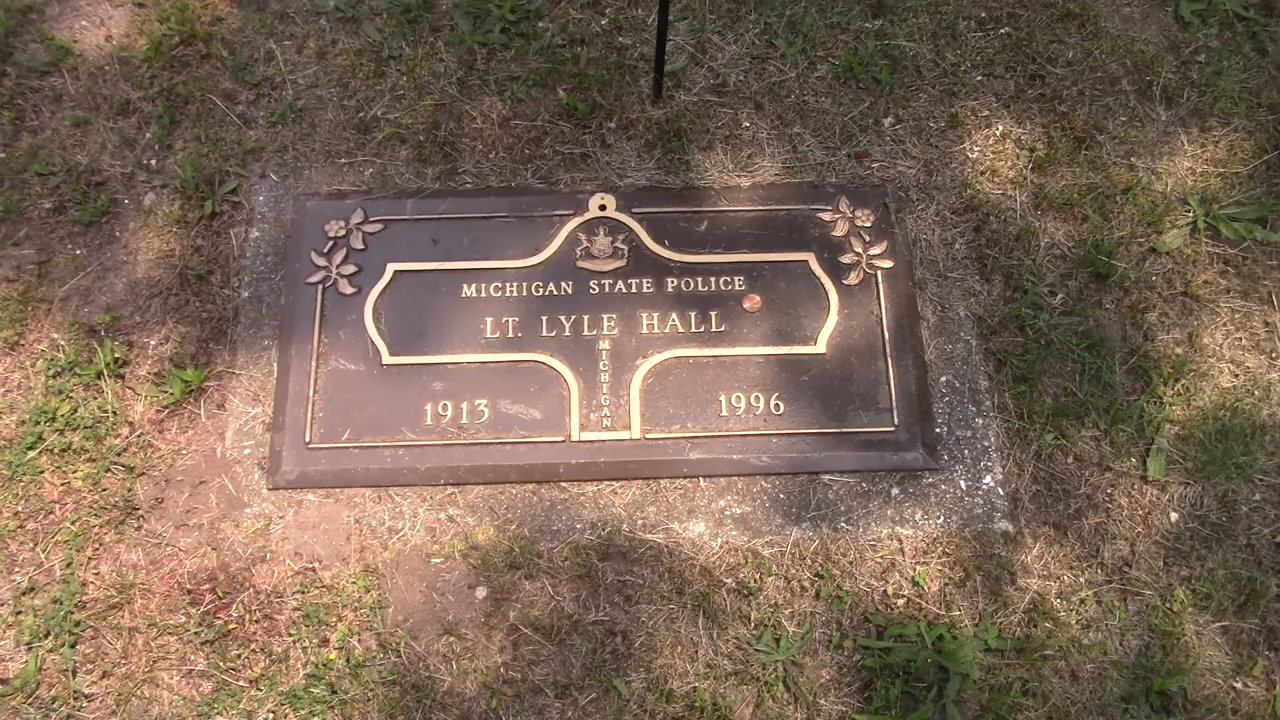 MICHIGAN STATE POLICE
LT. LYLE HALL
MICHIGAN
1913
1996